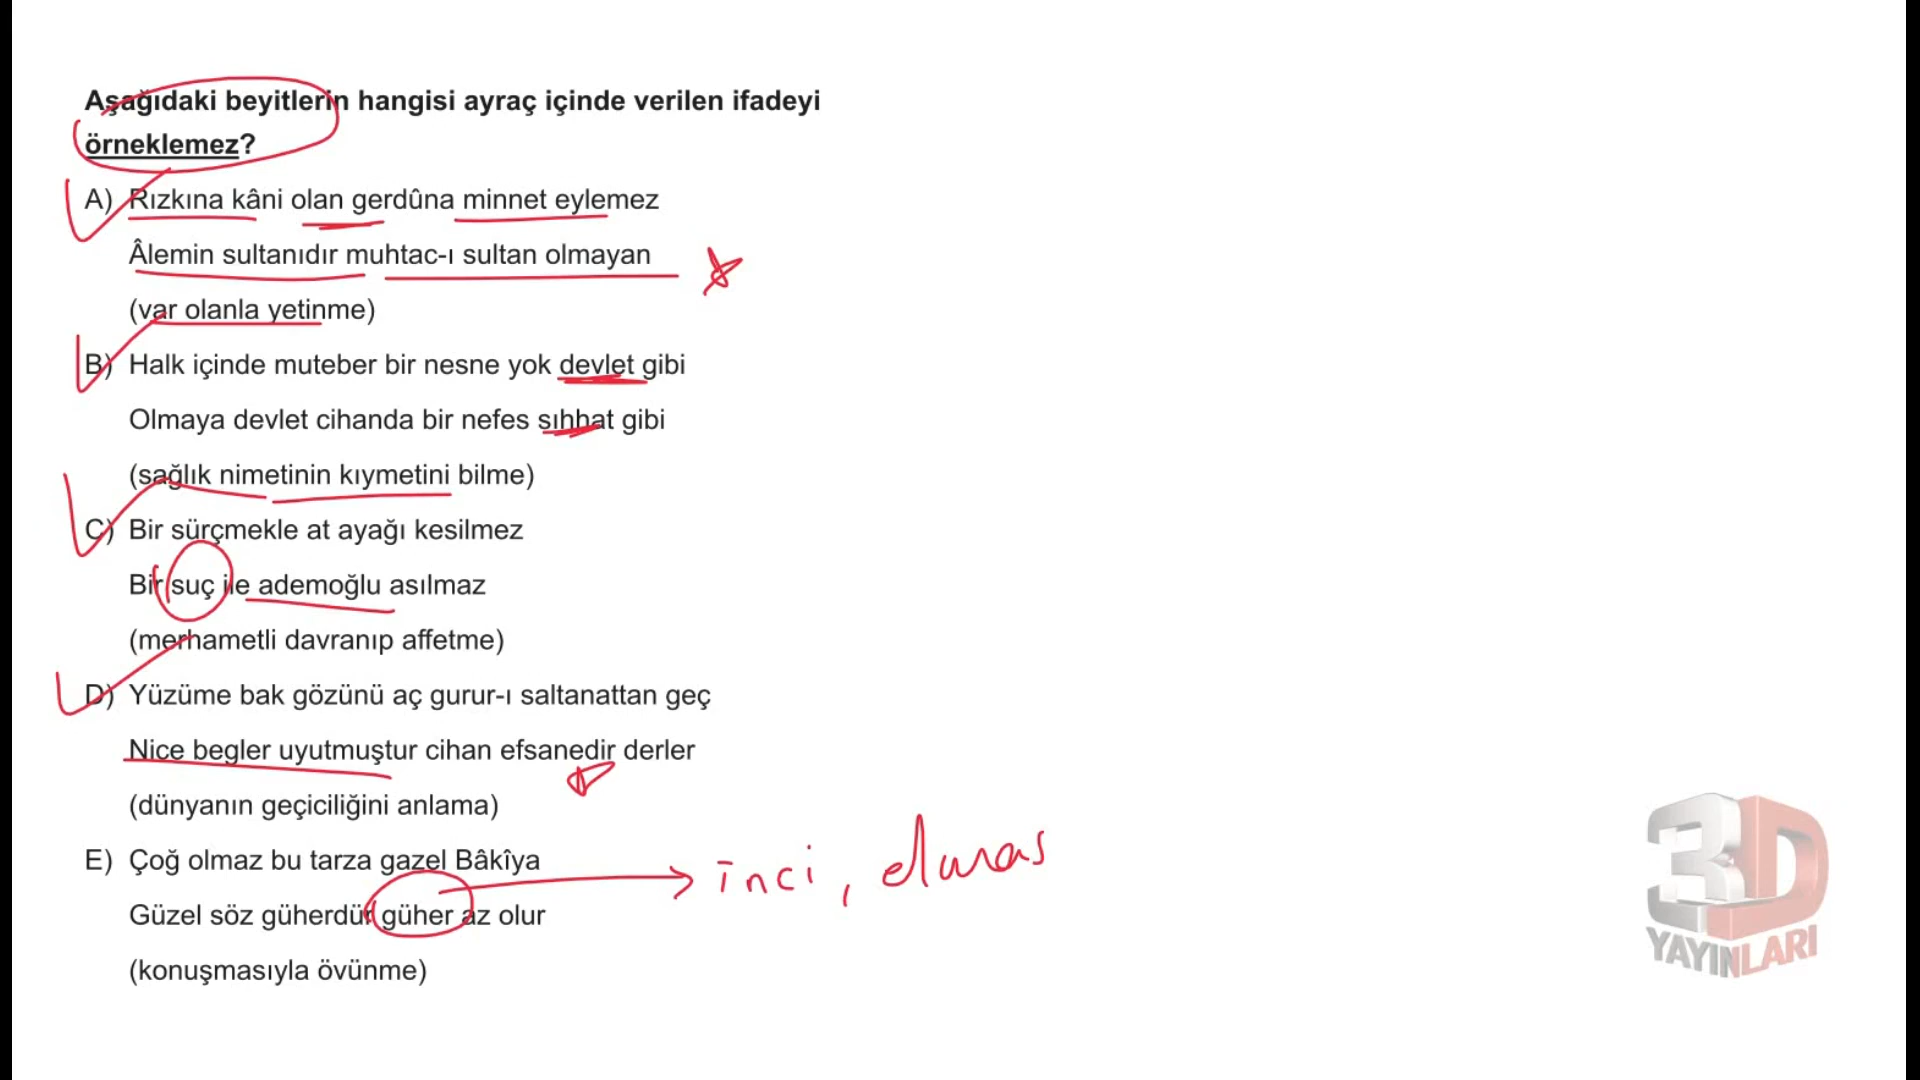 Aşağıdaki beyitlerin hangisi ayraç içinde verilen ifadeyi
örneklemez?
A) Rızkına kâni olan gerdûna minnet eylemez
Âlemin sultanıdır muhtac-ı sultan olmayan
(var olanla yetinme)
B) Halk içinde muteber bir nesne yok devlet gibi
Olmaya devlet cihanda bir nefes sıhhat gibi
(sağlık nimetinin kıymetini bilme)
C) Bir sürçmekle at ayağı kesilmez
Bir suç ile ademoğlu asılmaz
(merhametli davranıp affetme)
D) Yüzüme bak gözünü aç gurur-ı saltanattan geç
Nice begler uyutmuştur cihan efsanedir derler
(dünyanın geçiciliğini anlama)
E) Çoğ olmaz bu tarza gazel Bâkîya
Güzel söz güherdür güher az olur
(konuşmasıyla övünme)
inci, elmas
3D
YAYINLARI